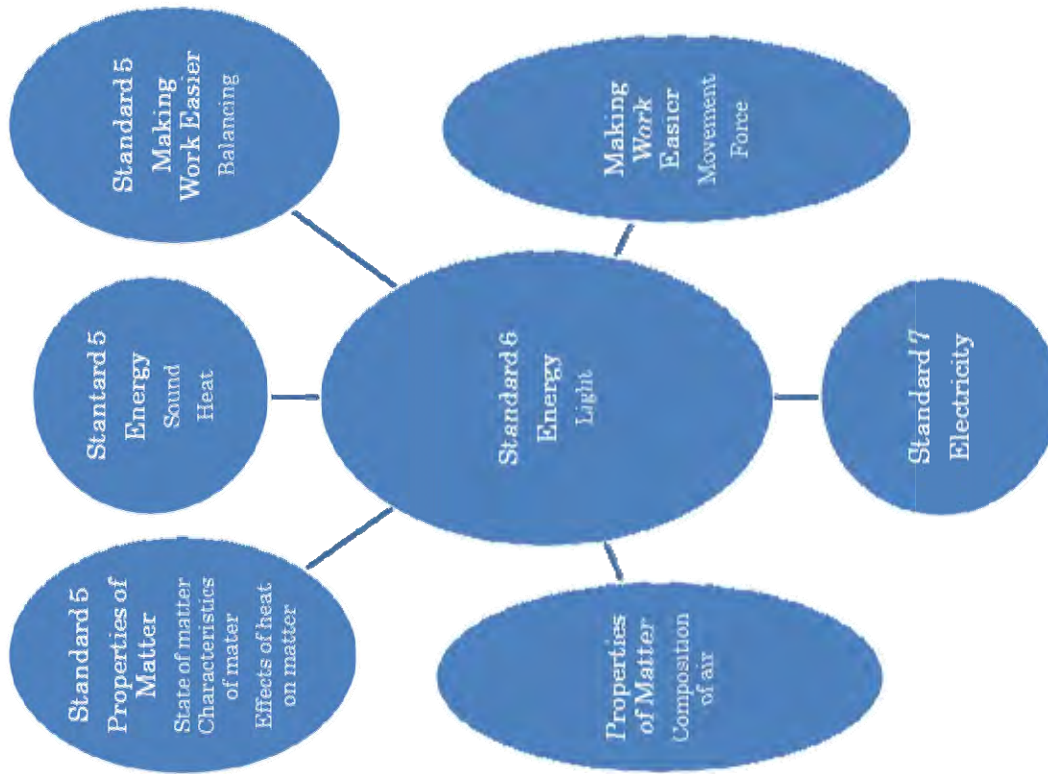 Standard 5
Properties of
Matter
State of matter
Characteristics
of mater
Effects of heat
on matter
Stantard 5
Energy
Sound
Heat
Standard 5
Making
Work Easier
Balancing
Standard 6
Energy
Light
Properties
of Matter
Composition
of air
Standard 7
Electricity
Making
Work
Easier
Movement
Force